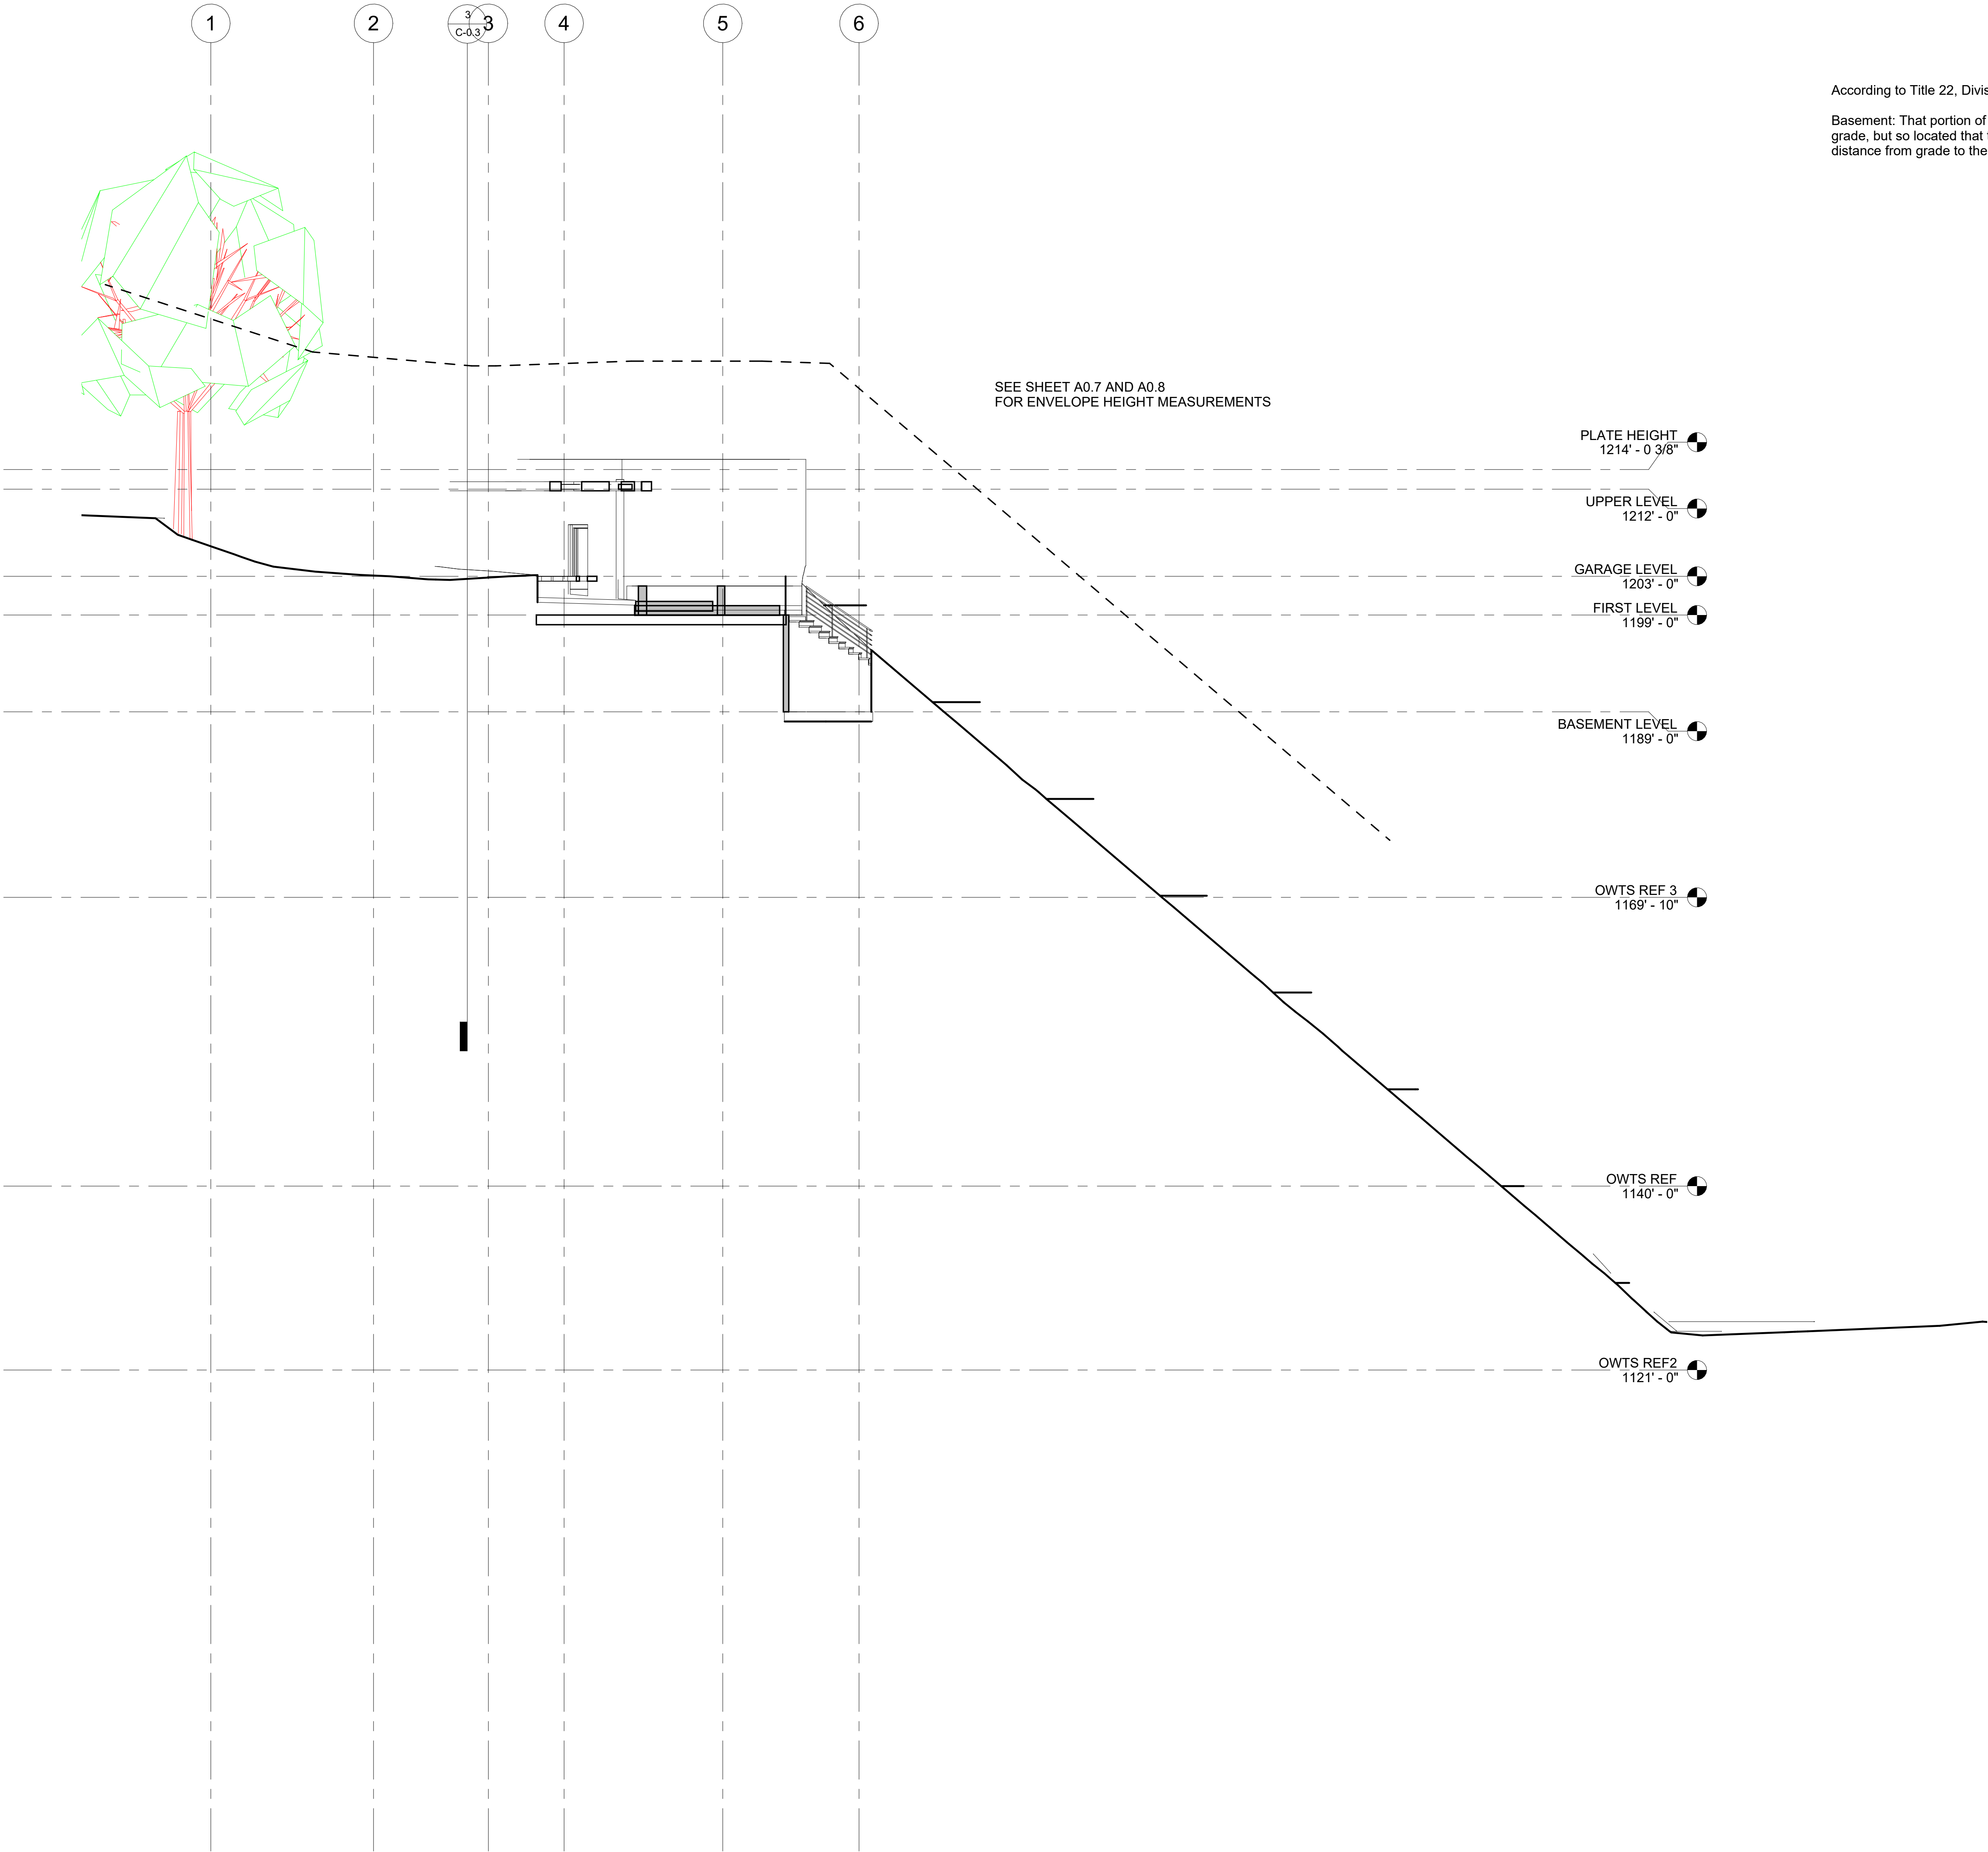 1
2
3
C-0.3
3
4
5
6
According to Title 22, Divis
Basement: That portion of
grade, but so located that
distance from grade to the
SEE SHEET A0.7 AND A0.8
FOR ENVELOPE HEIGHT MEASUREMENTS
PLATE HEIGHT
1214' - 0 3/8"
UPPER LEVEL
1212' - 0"
GARAGE LEVEL
1203' - 0"
FIRST LEVEL
1199' - 0"
BASEMENT LEVEL
1189' - 0"
OWTS REF 3
1169' - 10"
OWTS REF
1140' - 0"
OWTS REF2
1121' - 0"